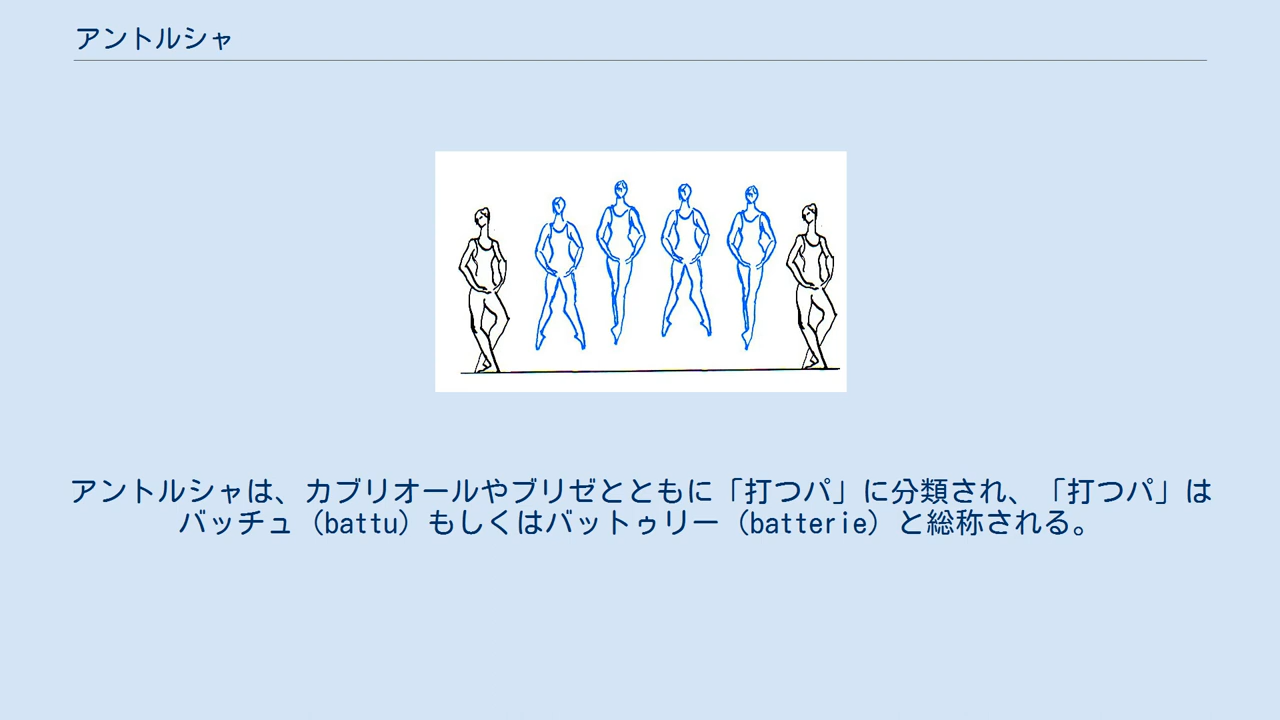 アントルシャ
アントルシャは、カブリオールやブリゼとともに「打つパ」に分類され、「打つパ」は
バッチュ（battu）もしくはバットゥリー（batterie）と総称される。